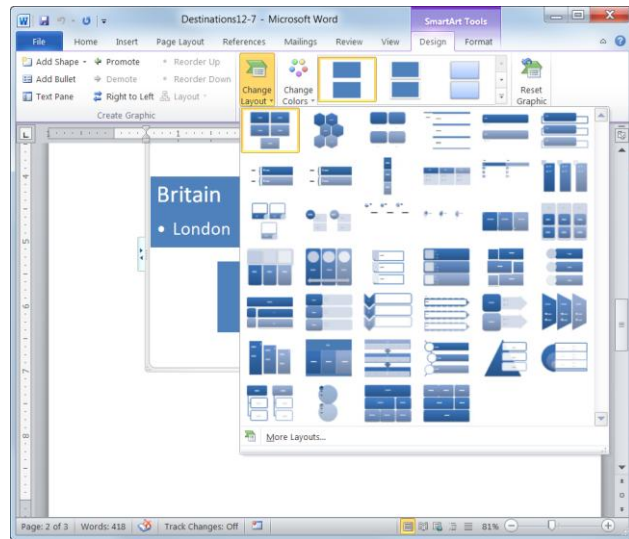 Destinations12-7 - Microsoft Word
SmartArt Tools
File Home Insert Page Layout References Mailings Review View Design Format
Add Shape Promote Reorder Up
Add Bullet Demote Reorder Down
Text Pane Right to Left Layout
Change Layout
Change Colors
Reset Graphic
Create Graphic
Britain
• London
More Layouts...
Page: 2 of 3 Words: 418 Track Changes: Off 81%